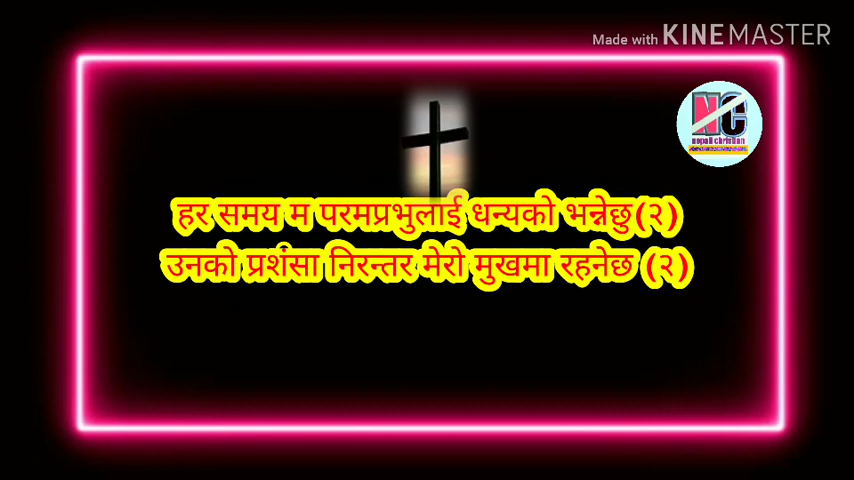 Made with KINEMASTER
NC
nepali christian
हर समय म परमप्रभुलाई धन्यको भन्नेछु(२)
उनको प्रशंसा निरन्तर मेरो मुखमा रहनेछ (२)